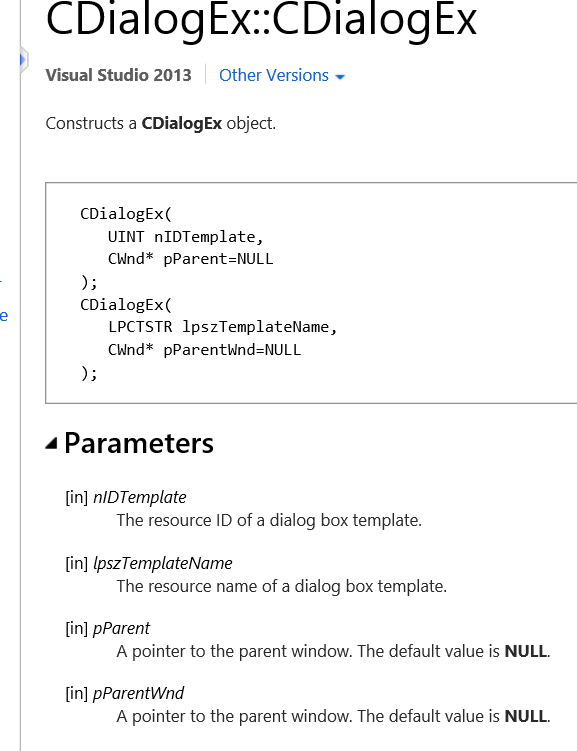 CDialogEx::CDialogEx
Visual Studio 2013 Other Versions
Constructs a CDialogEx object.
CDialogEx(
UINT nIDTemplate,
CWnd* pParent=NULL
);
CDialogEx(
LPCTSTR lpszTemplateName,
CWnd* pParentWnd=NULL
);
e
Parameters
[in] nIDTemplate
The resource ID of a dialog box template.
[in] lpszTemplateName
The resource name of a dialog box template.
[in] pParent
A pointer to the parent window. The default value is NULL.
[in] pParentWnd
A pointer to the parent window. The default value is NULL.